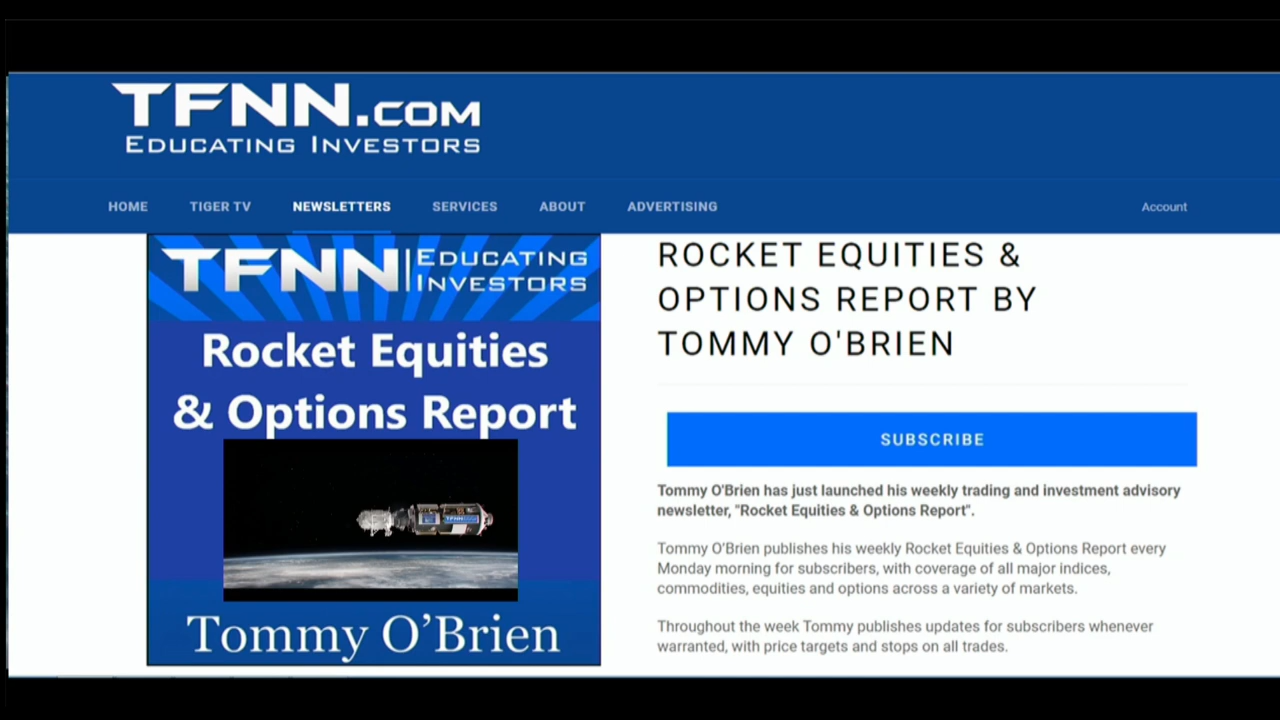 TFNN.COM
EDUCATING INVESTORS
HOME TIGER TV NEWSLETTERS SERVICES ABOUT ADVERTISING Account
TFNN EDUCATING
INVESTORS
Rocket Equities
& Options Report
TFNN
Tommy O’Brien
ROCKET EQUITIES &
OPTIONS REPORT BY
TOMMY O'BRIEN
SUBSCRIBE
Tommy O'Brien has just launched his weekly trading and investment advisory
newsletter, "Rocket Equities & Options Report".
Tommy O’Brien publishes his weekly Rocket Equities & Options Report every
Monday morning for subscribers, with coverage of all major indices,
commodities, equities and options across a variety of markets.
Throughout the week Tommy publishes updates for subscribers whenever
warranted, with price targets and stops on all trades.